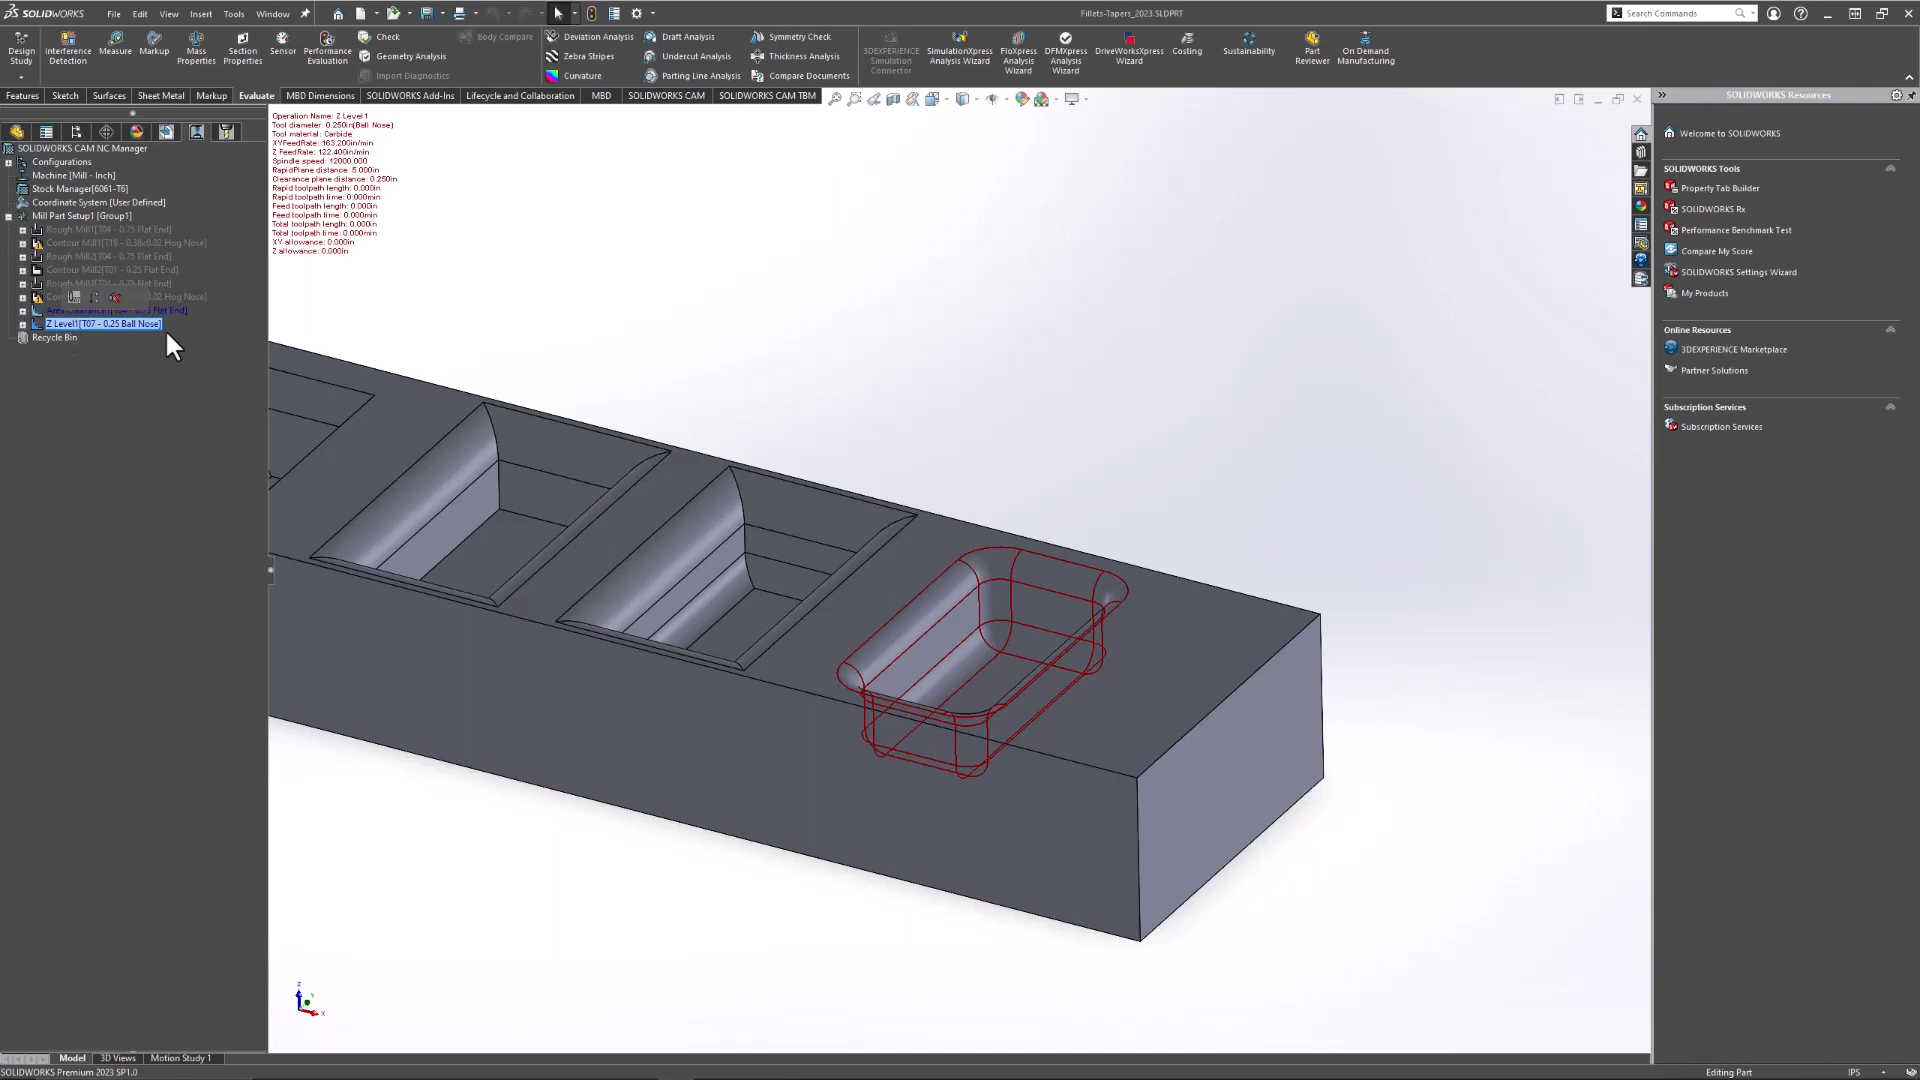 SOLIDWORKS File Edit View Insert Tools Window Fillets-Tapers_2023.SLDPRT Search Commands
Design Study
Interference Detection
Measure
Markup
Mass Properties
Section Properties
Sensor
Performance Evaluation
Check
Geometry Analysis
Import Diagnostics
Body Compare
Deviation Analysis
Zebra Stripes
Curvature
Draft Analysis
Undercut Analysis
Parting Line Analysis
Symmetry Check
Thickness Analysis
Compare Documents
3DEXPERIENCE Simulation Connector
SimulationXpress Analysis Wizard
FloXpress Analysis Wizard
DFMXpress Analysis Wizard
DriveWorksXpress Wizard
Costing
Sustainability
Part Reviewer
On Demand Manufacturing
Features Sketch Surfaces Sheet Metal Markup Evaluate MBD Dimensions SOLIDWORKS Add-Ins Lifecycle and Collaboration MBD SOLIDWORKS CAM SOLIDWORKS CAM TBM
SOLIDWORKS CAM NC Manager
Configurations
Machine [Mill - Inch]
Stock Manager[6061-T6]
Coordinate System [User Defined]
Mill Part Setup1 [Group1]
Rough Mill1[T04 - 0.75 Flat End]
Contour Mill1[T19 - 0.38x0.02 Hog Nose]
Rough Mill2[T04 - 0.75 Flat End]
Contour Mill2[T01 - 0.25 Flat End]
Z Level1[T07 - 0.25 Ball Nose]
Recycle Bin
Operation Name: Z Level1
Tool diameter: 0.250in(Ball Nose)
Tool material: Carbide
XYFeedRate: 163.200in/min
Z FeedRate: 122.400in/min
Spindle speed: 12000.000
RapidPlane distance: 5.000in
Clearance plane distance: 0.250in
Rapid toolpath length: 0.000in
Rapid toolpath time: 0.000min
Feed toolpath length: 0.000in
Feed toolpath time: 0.000min
Total toolpath length: 0.000in
Total toolpath time: 0.000min
XY allowance: 0.000in
Z allowance: 0.000in
SOLIDWORKS Resources
Welcome to SOLIDWORKS
SOLIDWORKS Tools
Property Tab Builder
SOLIDWORKS Rx
Performance Benchmark Test
Compare My Score
SOLIDWORKS Settings Wizard
My Products
Online Resources
3DEXPERIENCE Marketplace
Partner Solutions
Subscription Services
Subscription Services
Z
Y
X
Model 3D Views Motion Study 1
SOLIDWORKS Premium 2023 SP1.0 Editing Part IPS